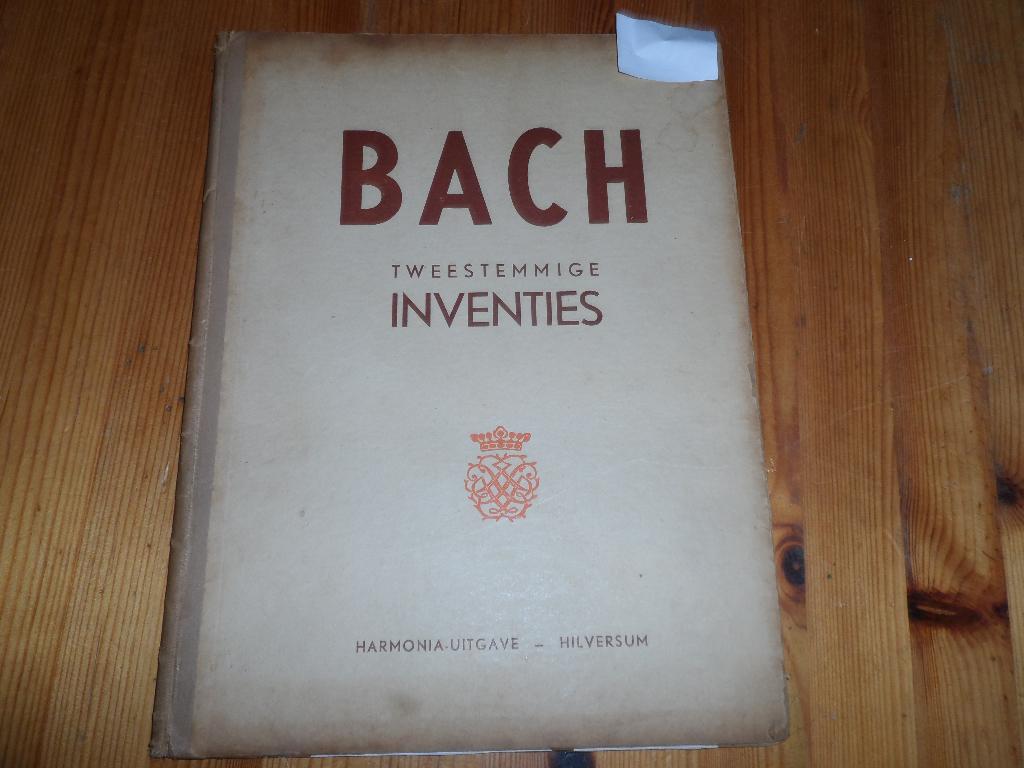 BACH
TWEESTEMMIGE
INVENTIES
HARMONIA-UITGAVE – HILVERSUM